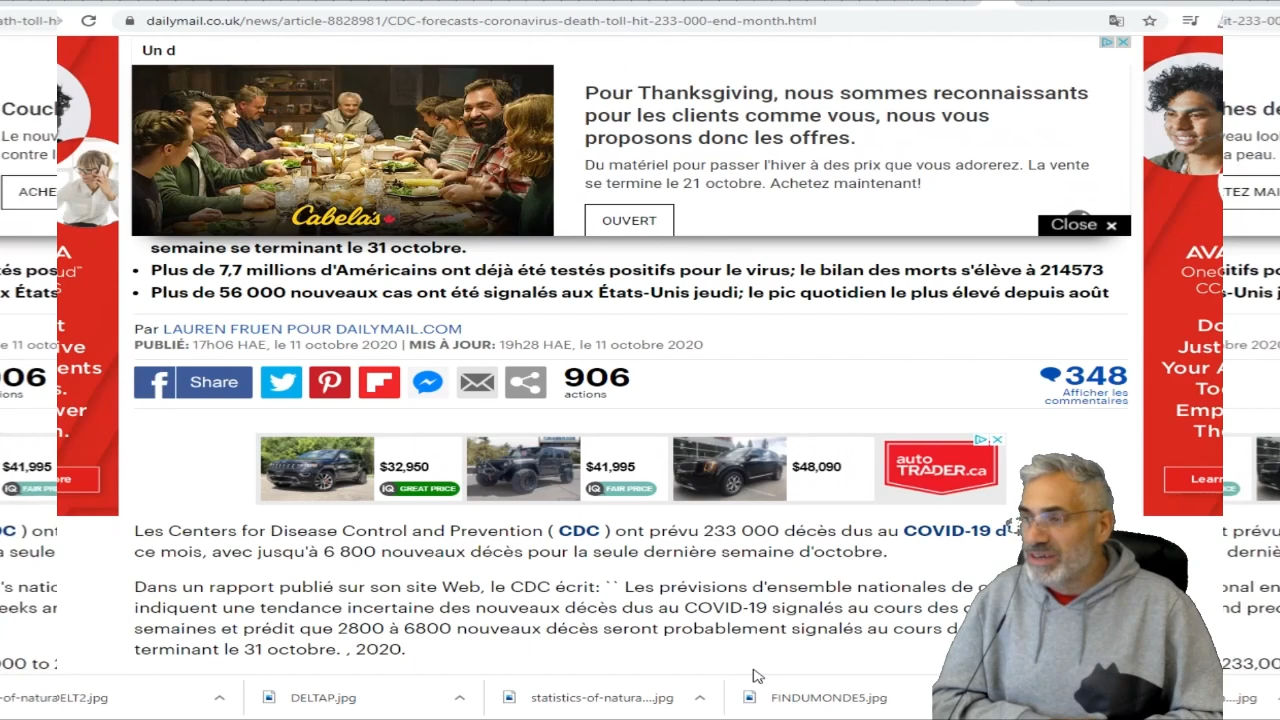 dailymail.co.uk/news/article-8828981/CDC-forecasts-coronavirus-death-toll-hit-233-000-end-month.html
Un d
Pour Thanksgiving, nous sommes reconnaissants
pour les clients comme vous, nous vous
proposons donc les offres.
Du matériel pour passer l'hiver à des prix que vous adorerez. La vente
se termine le 21 octobre. Achetez maintenant!
OUVERT
Cabela's
Close x
semaine se terminant le 31 octobre.
• Plus de 7,7 millions d'Américains ont déjà été testés positifs pour le virus; le bilan des morts s'élève à 214573
• Plus de 56 000 nouveaux cas ont été signalés aux États-Unis jeudi; le pic quotidien le plus élevé depuis août
Par LAUREN FRUEN POUR DAILYMAIL.COM
PUBLIÉ: 17h06 HAE, le 11 octobre 2020 | MIS À JOUR: 19h28 HAE, le 11 octobre 2020
Share
906
actions
348
Afficher les
commentaires
$32,950
IQ GREAT PRICE
$41,995
IQ FAIR PRICE
$48,090
autoTRADER.ca
Les Centers for Disease Control and Prevention ( CDC ) ont prévu 233 000 décès dus au COVID-19 d'
ce mois, avec jusqu'à 6 800 nouveaux décès pour la seule dernière semaine d'octobre.
Dans un rapport publié sur son site Web, le CDC écrit: `` Les prévisions d'ensemble nationales de
indiquent une tendance incertaine des nouveaux décès dus au COVID-19 signalés au cours des
semaines et prédit que 2800 à 6800 nouveaux décès seront probablement signalés au cours d
terminant le 31 octobre. , 2020.
DELTAP.jpg
statistics-of-natura....jpg
FINDUMONDE5.jpg